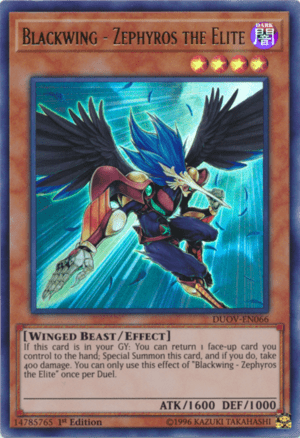 BLACKWING - ZEPHYROS THE ELITE
DARK
闇
DUOV-EN066
[WINGED BEAST/EFFECT]
If this card is in your GY: You can return 1 face-up card you
control to the hand; Special Summon this card, and if you do, take
400 damage. You can only use this effect of "Blackwing - Zephyros
the Elite" once per Duel.
ATK/1600 DEF/1000
14785765 1st Edition ©1996 KAZUKI TAKAHASHI